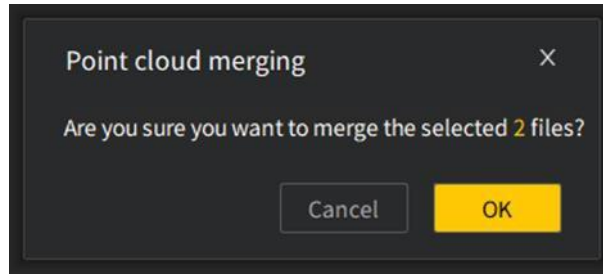 Point cloud merging X
Are you sure you want to merge the selected 2 files?
Cancel OK